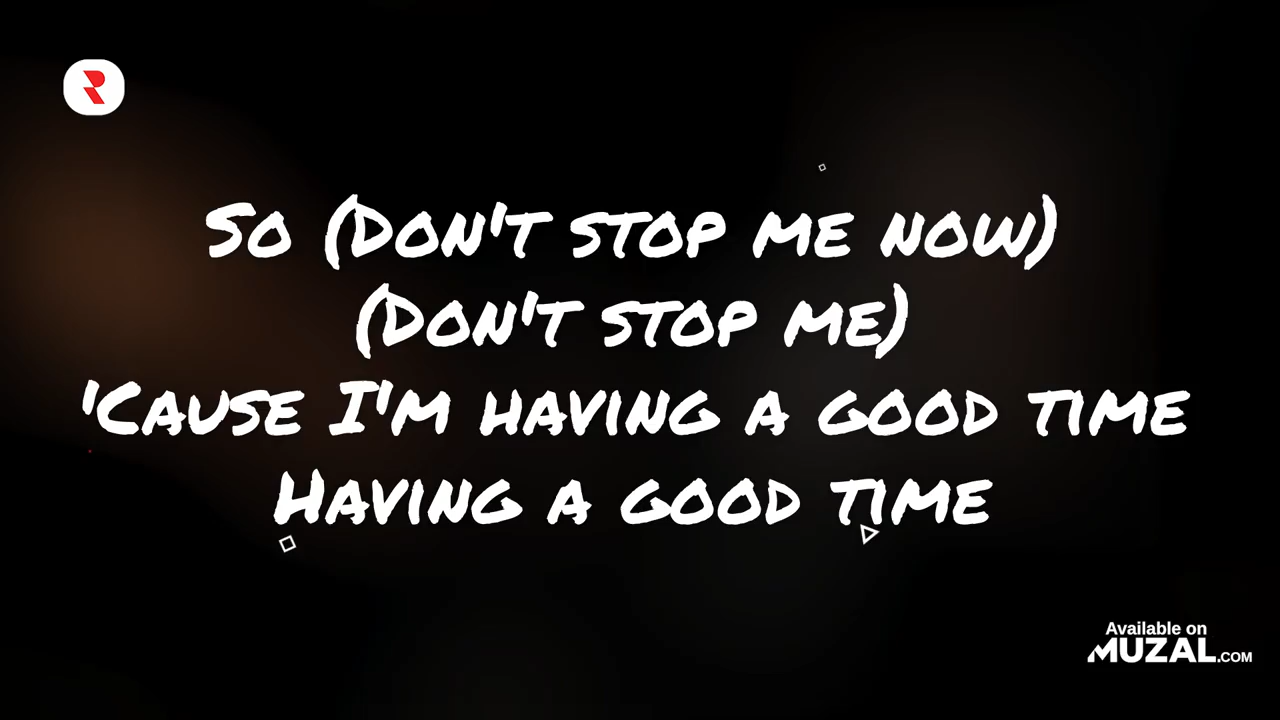 So (Don't stop me now)
(Don't stop me)
'Cause I'm having a good time
Having a good time
Available on
MUZAL.COM